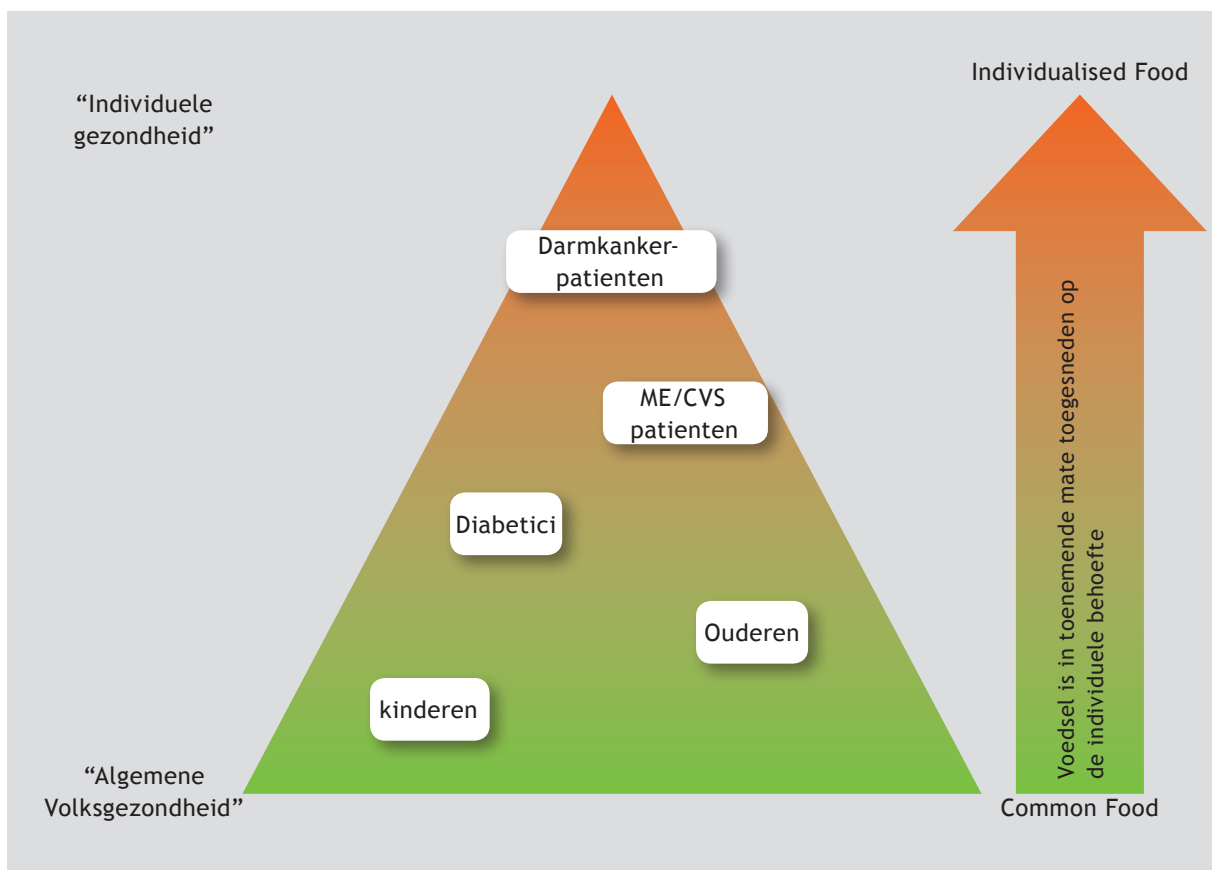 Individualised Food
“Individuele
gezondheid”
Darmkanker-
patienten
ME/CVS
patienten
Diabetici
Ouderen
kinderen
Voedsel is in toenemende mate toegesneden op
de individuele behoefte
“Algemene
Volksgezondheid”
Common Food